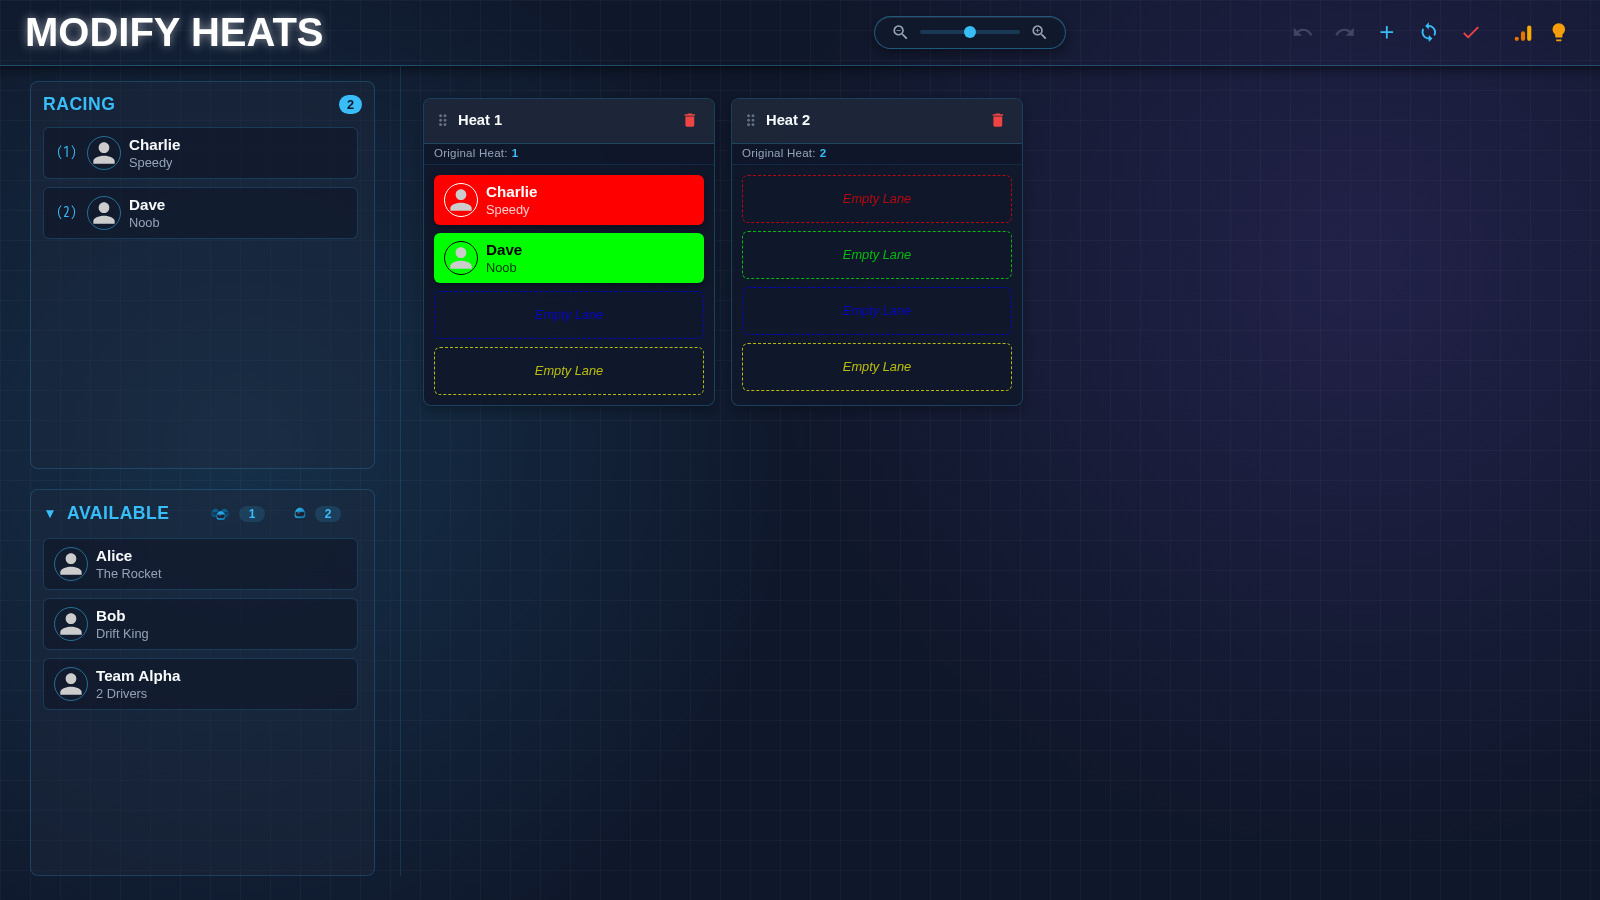 MODIFY HEATS
RACING 2
(1) Charlie
Speedy
(2) Dave
Noob
AVAILABLE 1 2
Alice
The Rocket
Bob
Drift King
Team Alpha
2 Drivers
Heat 1
Original Heat: 1
Charlie
Speedy
Dave
Noob
Empty Lane
Empty Lane
Heat 2
Original Heat: 2
Empty Lane
Empty Lane
Empty Lane
Empty Lane